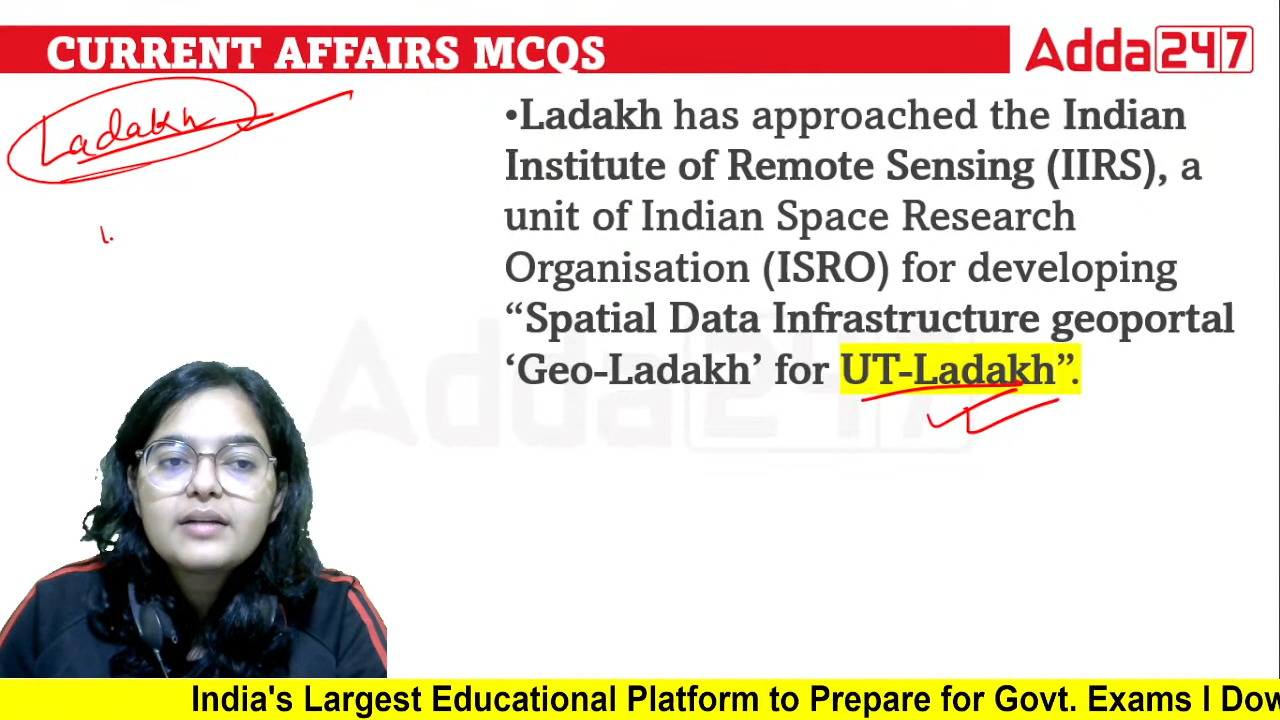 CURRENT AFFAIRS MCQS
Adda247
Ladakh
•Ladakh has approached the Indian
Institute of Remote Sensing (IIRS), a
unit of Indian Space Research
Organisation (ISRO) for developing
“Spatial Data Infrastructure geoportal
‘Geo-Ladakh’ for UT-Ladakh”.
Adda247
1.
India's Largest Educational Platform to Prepare for Govt. Exams I Dow